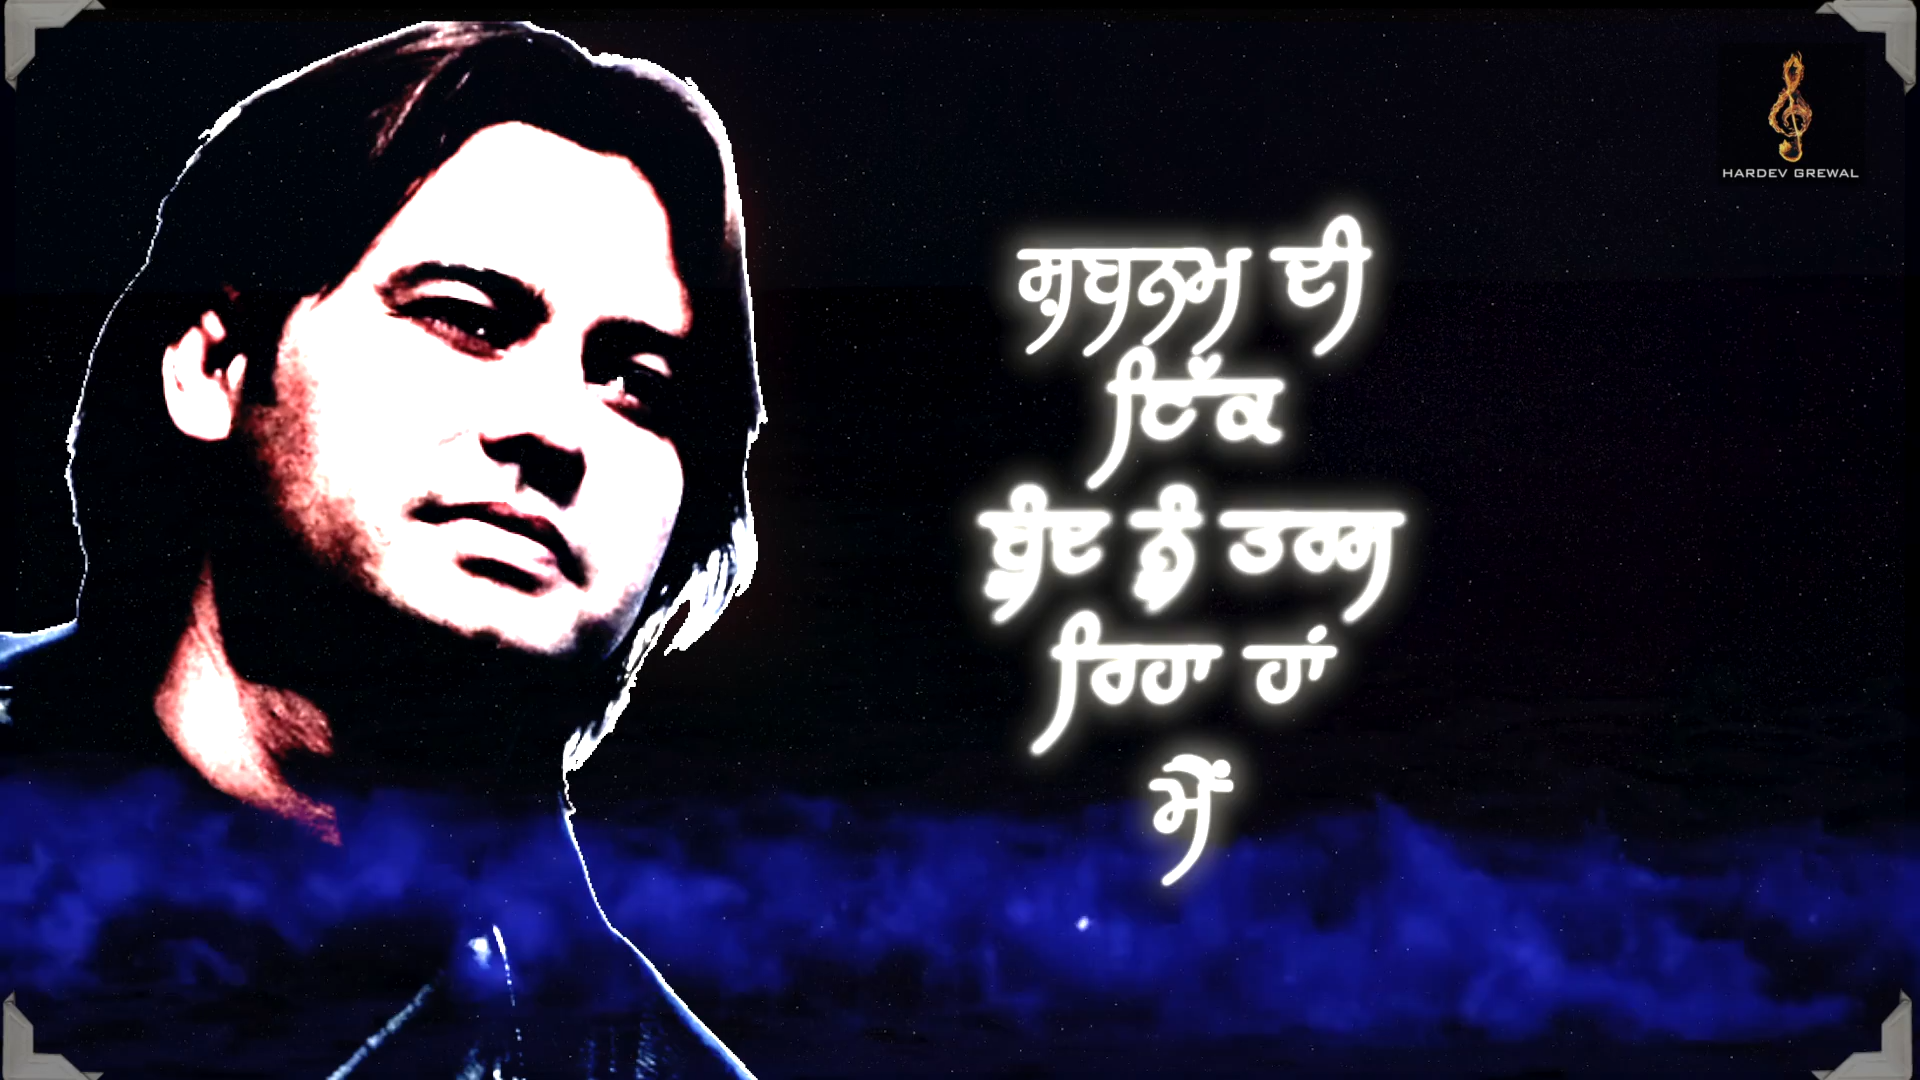 HARDEV GREWAL
ਸ਼ਬਨਮ ਦੀ
ਇੱਕ
ਬੂੰਦ ਨੂੰ ਤਰਸ
ਰਿਹਾ ਹਾਂ
ਮੈਂ